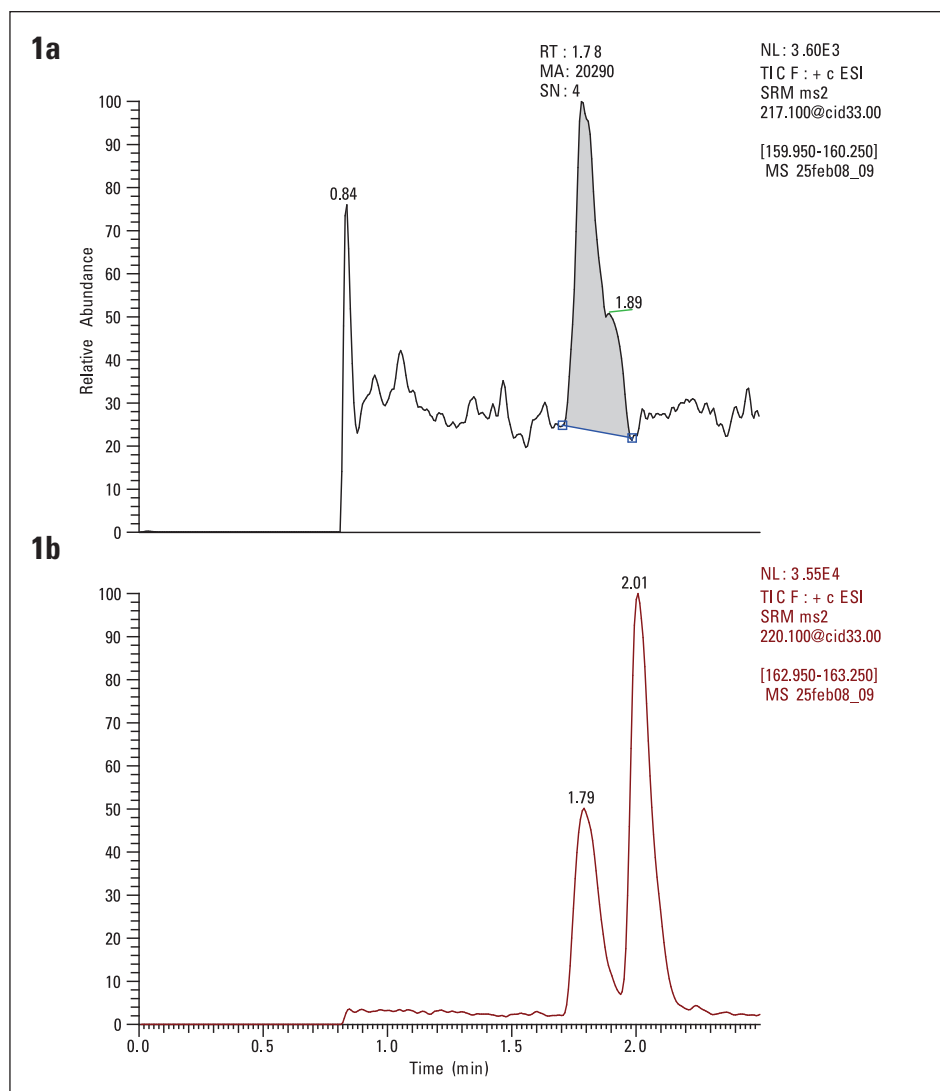 1a
RT : 1.7 8
MA: 20290
SN : 4
NL : 3.60E3
TIC F : + c ESI
SRM ms2
217.100@cid33.00
[159.950-160.250]
MS 25feb08_09
100
90
80
70
60
50
40
30
20
10
0
Relative Abundance
0.84
1.89
1b
NL : 3.55E4
TIC F : + c ESI
SRM ms2
220.100@cid33.00
[162.950-163.250]
MS 25feb08_09
100
90
80
70
60
50
40
30
20
10
0
1.79
2.01
0.0 0.5 1.0 1.5 2.0
Time (min)